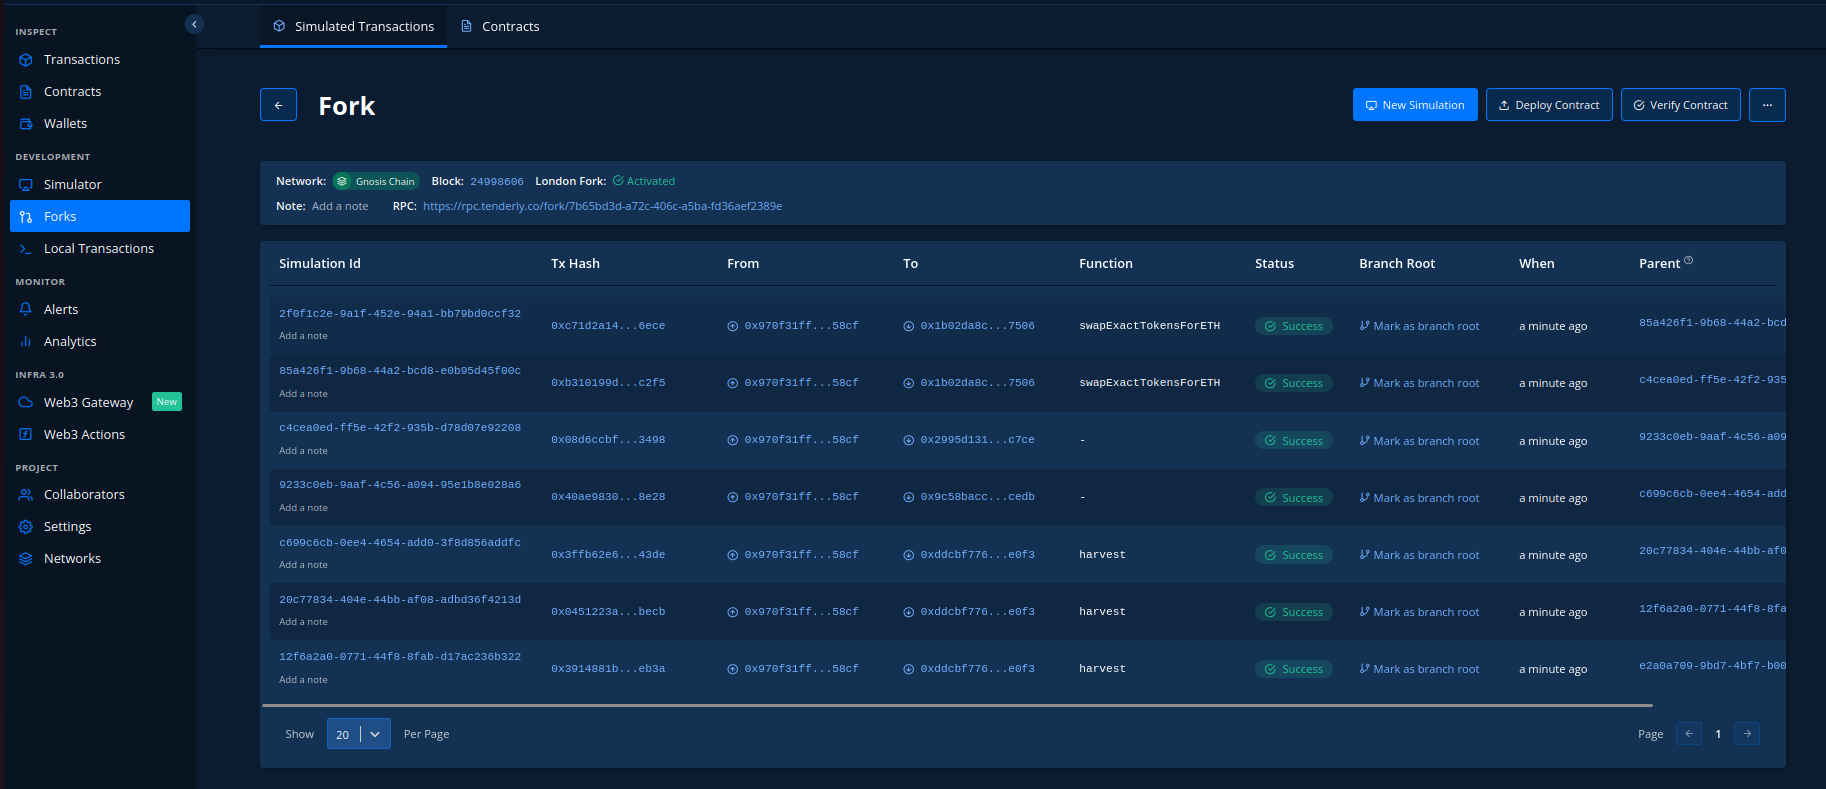 INSPECT
Transactions
Contracts
Wallets
DEVELOPMENT
Simulator
Forks
Local Transactions
MONITOR
Alerts
Analytics
INFRA 3.0
Web3 Gateway New
Web3 Actions
PROJECT
Collaborators
Settings
Networks
Simulated Transactions Contracts
Fork
New Simulation Deploy Contract Verify Contract ...
Network: Gnosis Chain Block: 24998606 London Fork: Activated
Note: Add a note RPC: https://rpc.tenderly.co/fork/7b65bd3d-a72c-406c-a5ba-fd36aef2389e
Simulation Id Tx Hash From To Function Status Branch Root When Parent
2f0f1c2e-9a1f-452e-94a1-bb79bd0ccf32
Add a note
0xc71d2a14...6ece 0x970f31ff...58cf 0x1b02da8c...7506 swapExactTokensForETH Success Mark as branch root a minute ago 85a426f1-9b68-44a2-bcd
85a426f1-9b68-44a2-bcd8-e0b95d45f00c
Add a note
0xb310199d...c2f5 0x970f31ff...58cf 0x1b02da8c...7506 swapExactTokensForETH Success Mark as branch root a minute ago c4cea0ed-ff5e-42f2-935
c4cea0ed-ff5e-42f2-935b-d78d07e92208
Add a note
0x08d6ccbf...3498 0x970f31ff...58cf 0x2995d131...c7ce - Success Mark as branch root a minute ago 9233c0eb-9aaf-4c56-a09
9233c0eb-9aaf-4c56-a094-95e1b8e028a6
Add a note
0x40ae9830...8e28 0x970f31ff...58cf 0x9c58bacc...cedb - Success Mark as branch root a minute ago c699c6cb-0ee4-4654-add
c699c6cb-0ee4-4654-add0-3f8d856addfc
Add a note
0x3ffb62e6...43de 0x970f31ff...58cf 0xddcbf776...e0f3 harvest Success Mark as branch root a minute ago 20c77834-404e-44bb-af0
20c77834-404e-44bb-af08-adbd36f4213d
Add a note
0x0451223a...becb 0x970f31ff...58cf 0xddcbf776...e0f3 harvest Success Mark as branch root a minute ago 12f6a2a0-0771-44f8-8fa
12f6a2a0-0771-44f8-8fab-d17ac236b322
Add a note
0x3914881b...eb3a 0x970f31ff...58cf 0xddcbf776...e0f3 harvest Success Mark as branch root a minute ago e2a0a709-9bd7-4bf7-b00
Show 20 Per Page Page 1